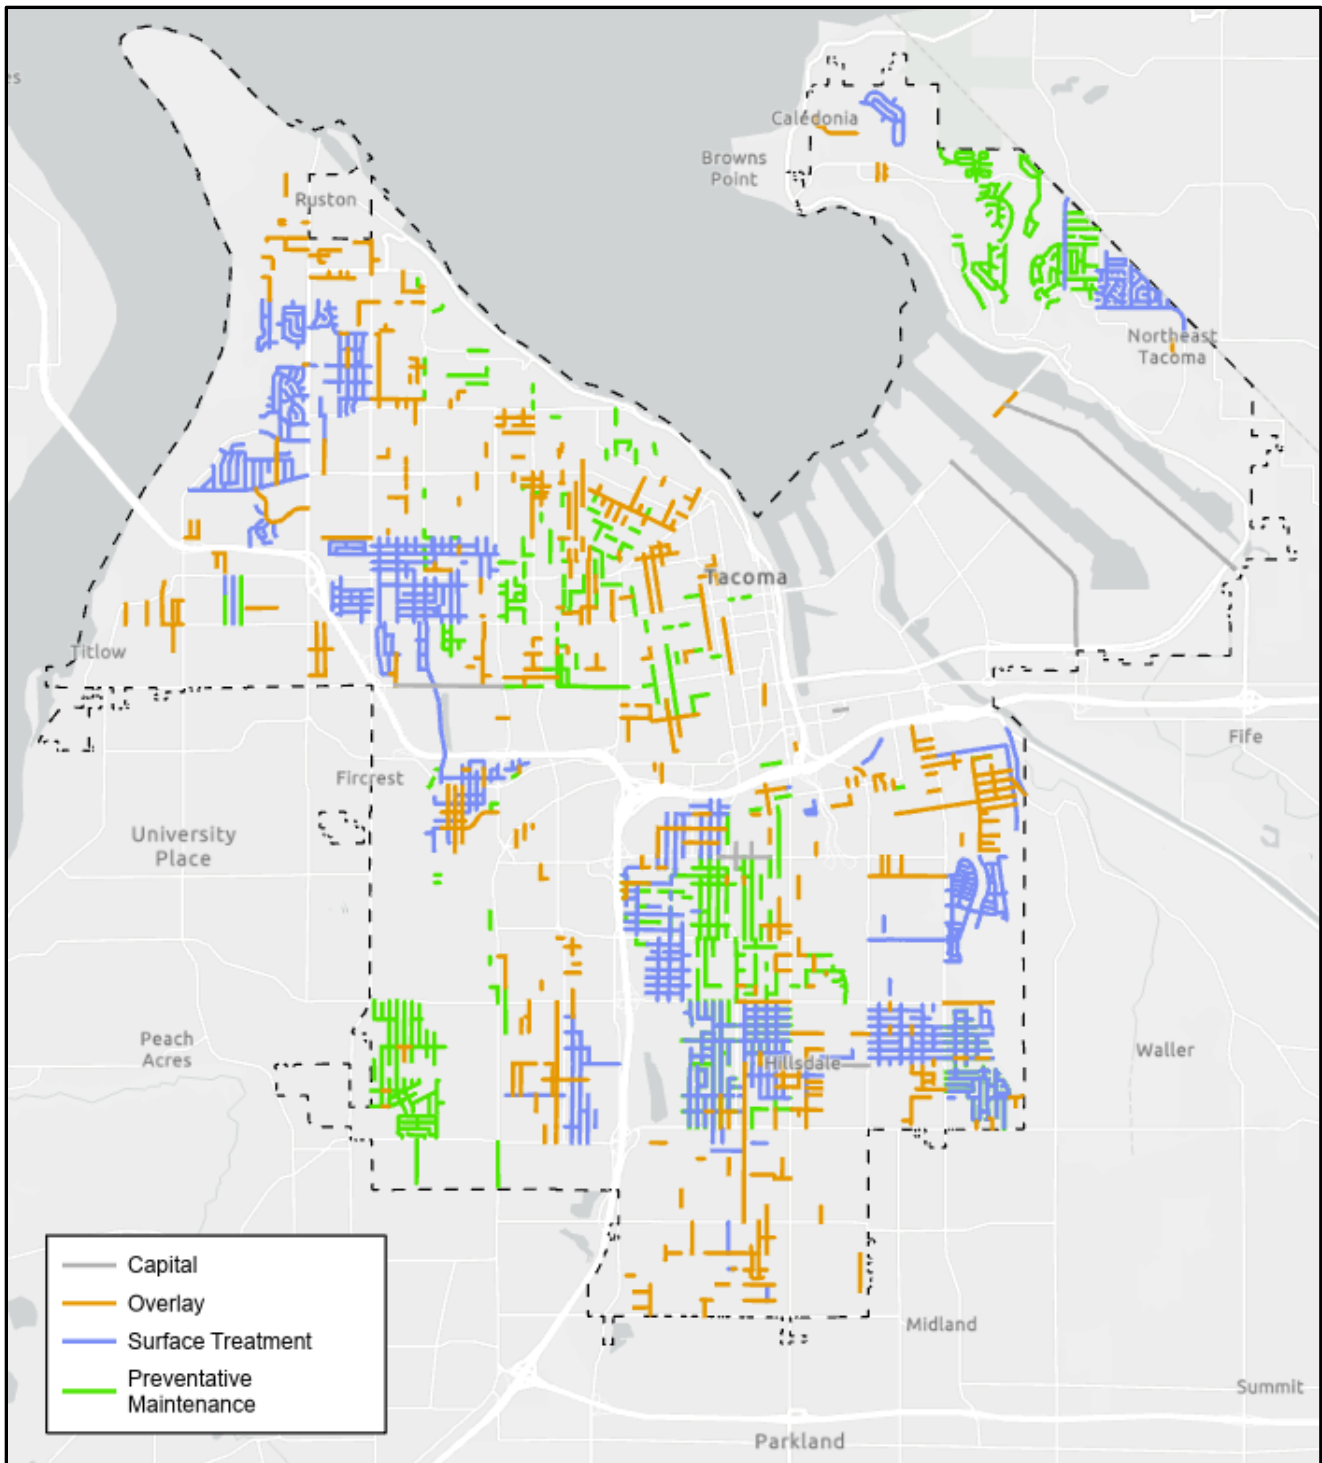 es
Caledonia
Browns
Point
Ruston
Northeast
Tacoma
Tacoma
Titlow
Fife
Fircrest
University
Place
Peach
Acres
Waller
Hillsdale
Capital
Overlay
Surface Treatment
Preventative
Maintenance
Midland
Summit
Parkland